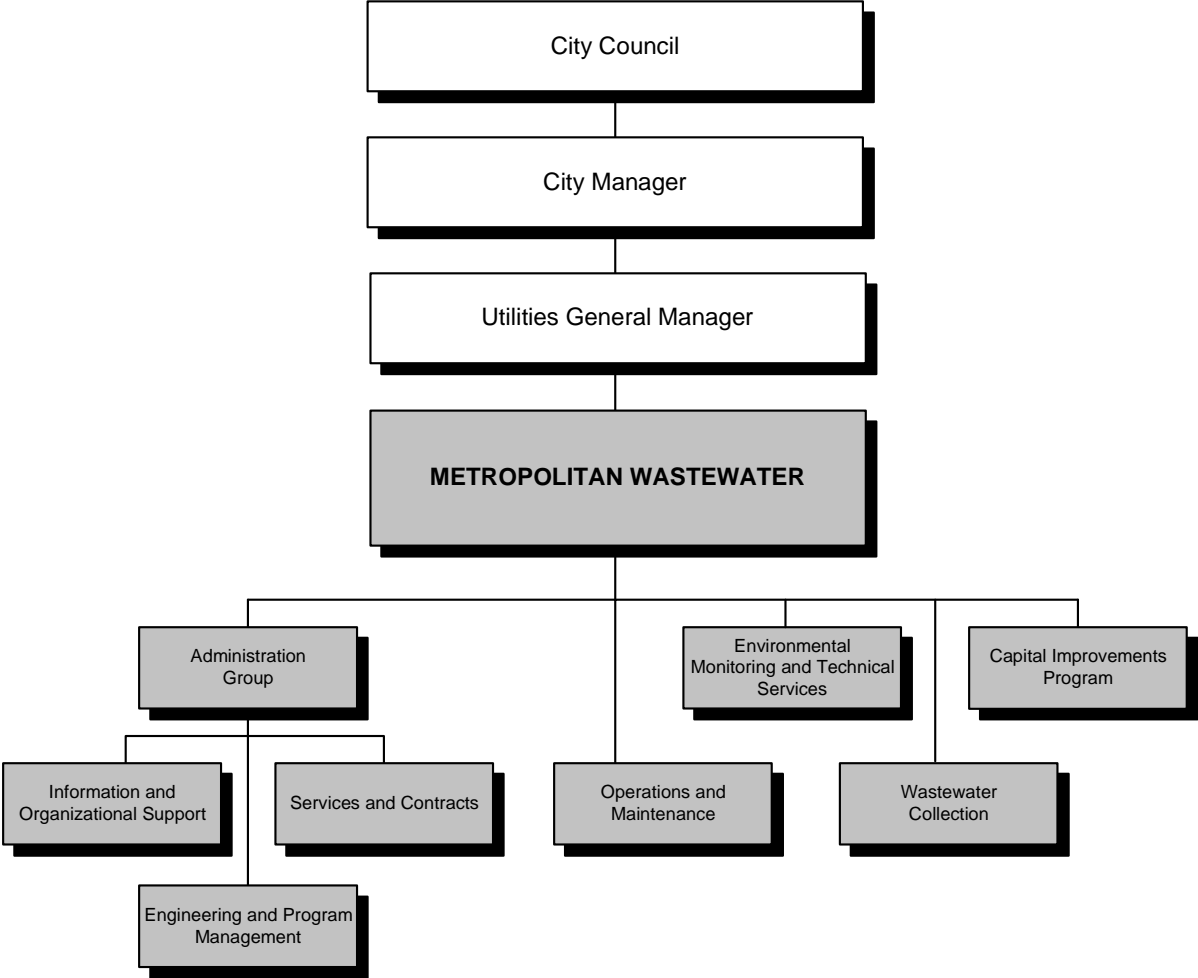 City Council
City Manager
Utilities General Manager
METROPOLITAN WASTEWATER
Administration
Group
Environmental
Monitoring and Technical
Services
Capital Improvements
Program
Information and
Organizational Support
Services and Contracts
Operations and
Maintenance
Wastewater
Collection
Engineering and Program
Management